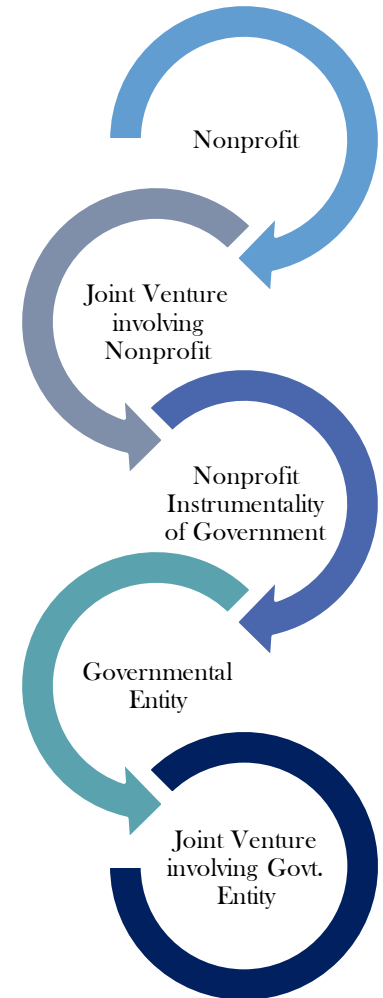 Nonprofit
Joint Venture
involving
Nonprofit
Nonprofit
Instrumentality
of Government
Governmental
Entity
Joint Venture
involving Govt.
Entity